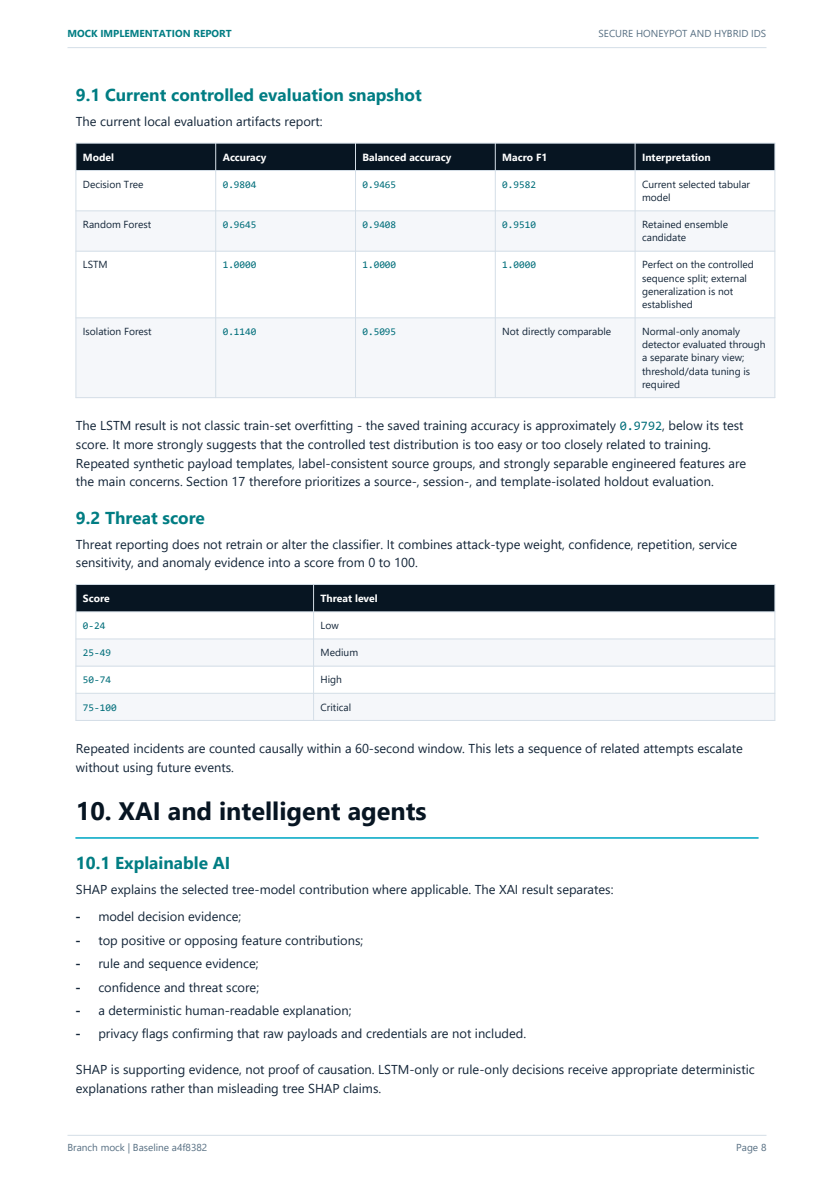 MOCK IMPLEMENTATION REPORT
SECURE HONEYPOT AND HYBRID IDS
9.1 Current controlled evaluation snapshot
The current local evaluation artifacts report:
Model Accuracy Balanced accuracy Macro F1 Interpretation
Decision Tree 0.9804 0.9465 0.9582 Current selected tabular
model
Random Forest 0.9645 0.9408 0.9510 Retained ensemble
candidate
LSTM 1.0000 1.0000 1.0000 Perfect on the controlled
sequence split; external
generalization is not
established
Isolation Forest 0.1140 0.5095 Not directly comparable Normal-only anomaly
detector evaluated through
a separate binary view;
threshold/data tuning is
required
The LSTM result is not classic train-set overfitting - the saved training accuracy is approximately 0.9792, below its test
score. It more strongly suggests that the controlled test distribution is too easy or too closely related to training.
Repeated synthetic payload templates, label-consistent source groups, and strongly separable engineered features are
the main concerns. Section 17 therefore prioritizes a source-, session-, and template-isolated holdout evaluation.
9.2 Threat score
Threat reporting does not retrain or alter the classifier. It combines attack-type weight, confidence, repetition, service
sensitivity, and anomaly evidence into a score from 0 to 100.
Score Threat level
0-24 Low
25-49 Medium
50-74 High
75-100 Critical
Repeated incidents are counted causally within a 60-second window. This lets a sequence of related attempts escalate
without using future events.
10. XAI and intelligent agents
10.1 Explainable AI
SHAP explains the selected tree-model contribution where applicable. The XAI result separates:
- model decision evidence;
- top positive or opposing feature contributions;
- rule and sequence evidence;
- confidence and threat score;
- a deterministic human-readable explanation;
- privacy flags confirming that raw payloads and credentials are not included.
SHAP is supporting evidence, not proof of causation. LSTM-only or rule-only decisions receive appropriate deterministic
explanations rather than misleading tree SHAP claims.
Branch mock | Baseline a4f8382
Page 8